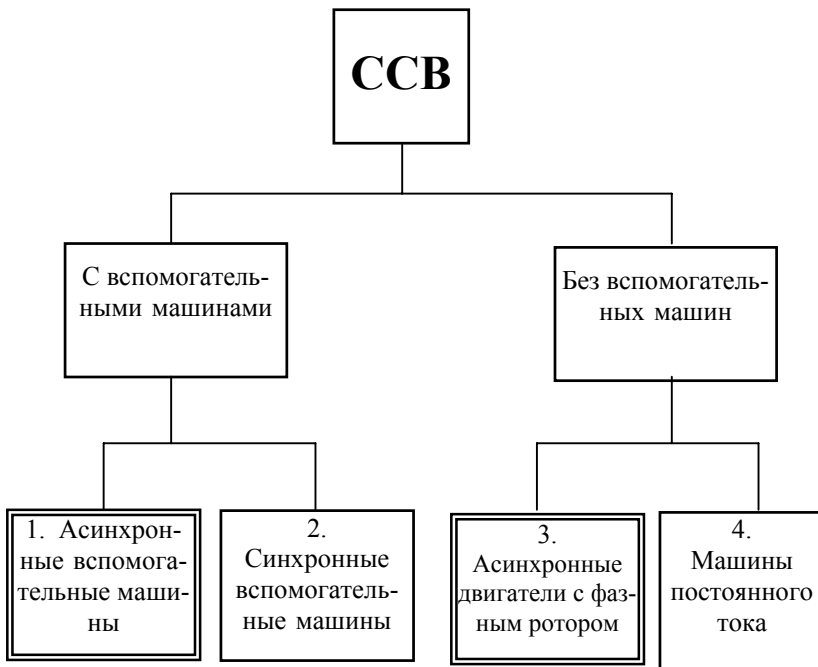 ССВ
С вспомогатель-
ными машинами
Без вспомогатель-
ных машин
1. Асинхрон-
ные вспомога-
тельные маши-
ны
2.
Синхронные
вспомогатель-
ные машины
3.
Асинхронные
двигатели с фаз-
ным ротором
4.
Машины
постоянного
тока